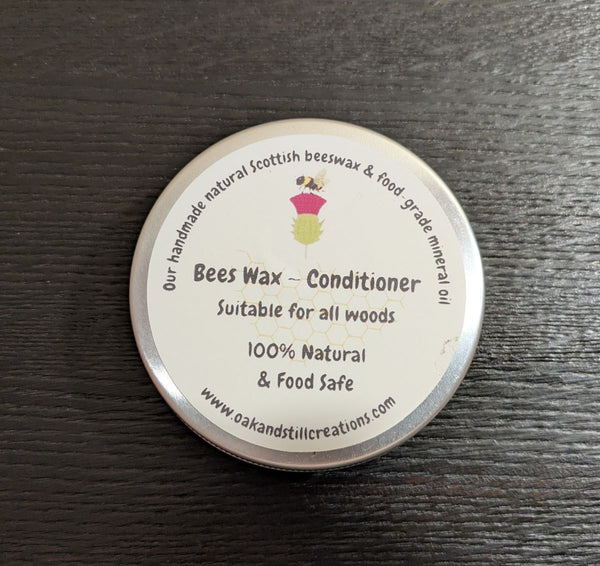 Our handmade natural Scottish beeswax & food-grade mineral oil
Bees Wax - Conditioner
Suitable for all woods
100% Natural
& Food Safe
www.oakandstillcreations.com